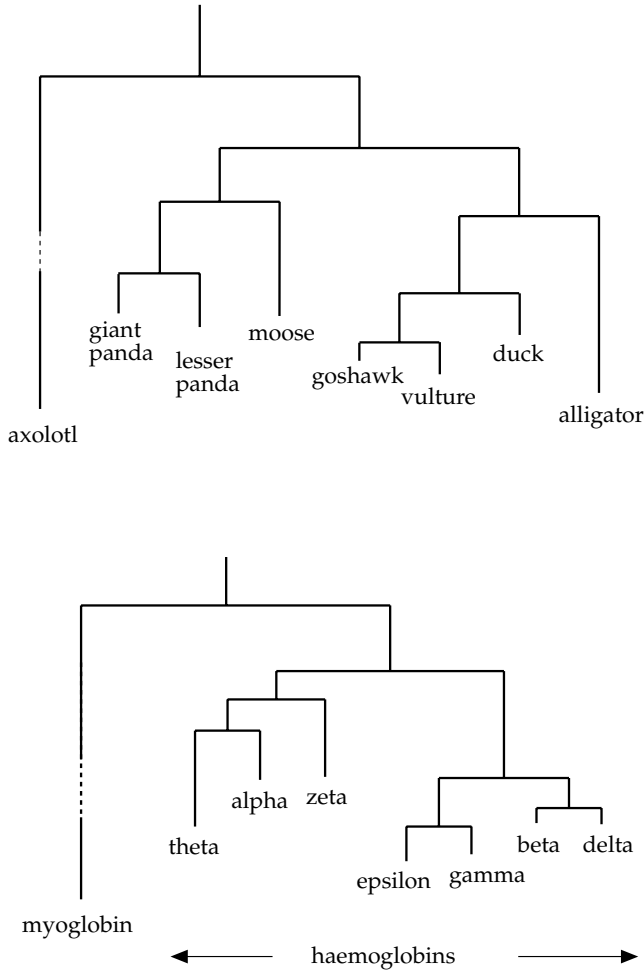 giant
panda
lesser
panda
moose
goshawk
vulture
duck
alligator
axolotl
theta
alpha
zeta
epsilon
gamma
beta
delta
myoglobin
haemoglobins